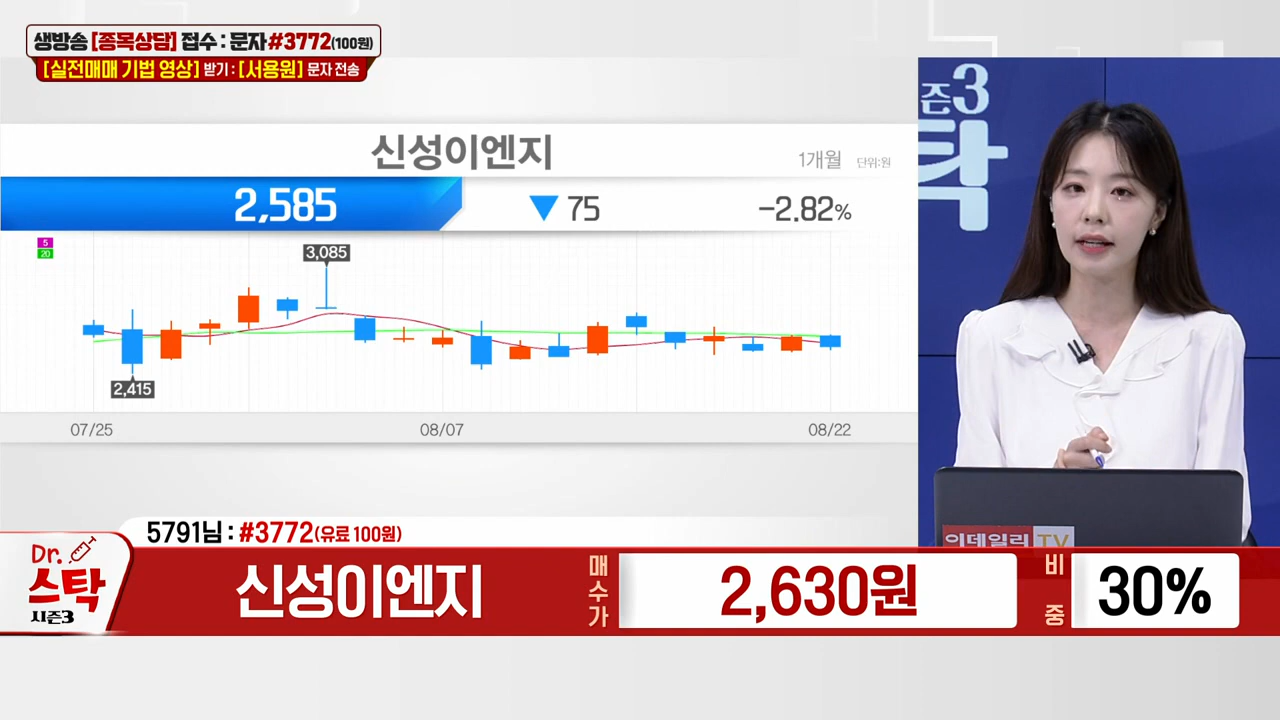 생방송 [종목상담] 접수 : 문자#3772(100원)
[실전매매 기법 영상] 받기 : [서용원] 문자 전송
즌3
탁
신성이엔지
1개월 단위:원
2,585 ▼ 75 -2.82%
5
20
3,085
2,415
07/25 08/07 08/22
이데일리 TV
5791님 : #3772(유료 100원)
Dr.
스탁
시즌3
신성이엔지 매수가 2,630원 비중 30%